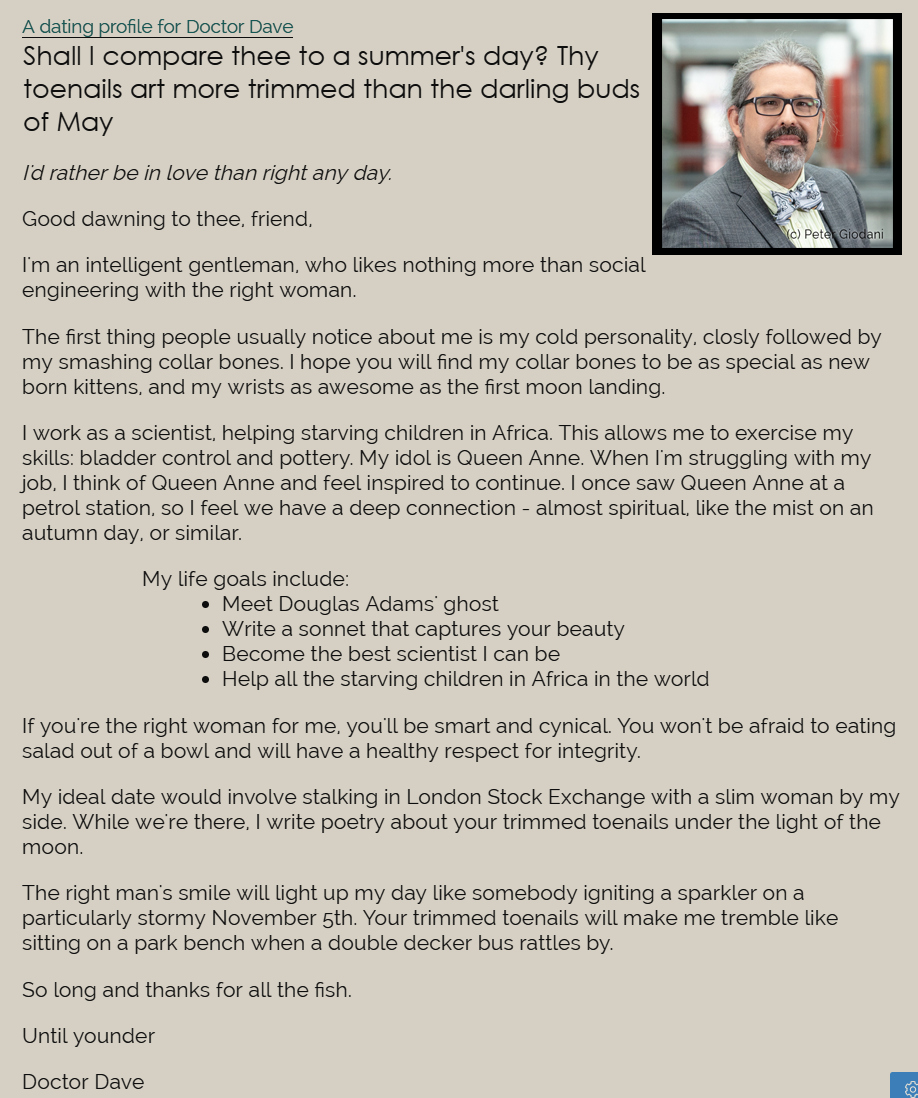 A dating profile for Doctor Dave
Shall I compare thee to a summer's day? Thy
toenails art more trimmed than the darling buds
of May
(c) Peter Giodani
I'd rather be in love than right any day.
Good dawning to thee, friend,
I'm an intelligent gentleman, who likes nothing more than social
engineering with the right woman.
The first thing people usually notice about me is my cold personality, closly followed by
my smashing collar bones. I hope you will find my collar bones to be as special as new
born kittens, and my wrists as awesome as the first moon landing.
I work as a scientist, helping starving children in Africa. This allows me to exercise my
skills: bladder control and pottery. My idol is Queen Anne. When I'm struggling with my
job, I think of Queen Anne and feel inspired to continue. I once saw Queen Anne at a
petrol station, so I feel we have a deep connection - almost spiritual, like the mist on an
autumn day, or similar.
My life goals include:
• Meet Douglas Adams' ghost
• Write a sonnet that captures your beauty
• Become the best scientist I can be
• Help all the starving children in Africa in the world
If you're the right woman for me, you'll be smart and cynical. You won't be afraid to eating
salad out of a bowl and will have a healthy respect for integrity.
My ideal date would involve stalking in London Stock Exchange with a slim woman by my
side. While we're there, I write poetry about your trimmed toenails under the light of the
moon.
The right man's smile will light up my day like somebody igniting a sparkler on a
particularly stormy November 5th. Your trimmed toenails will make me tremble like
sitting on a park bench when a double decker bus rattles by.
So long and thanks for all the fish.
Until younder
Doctor Dave